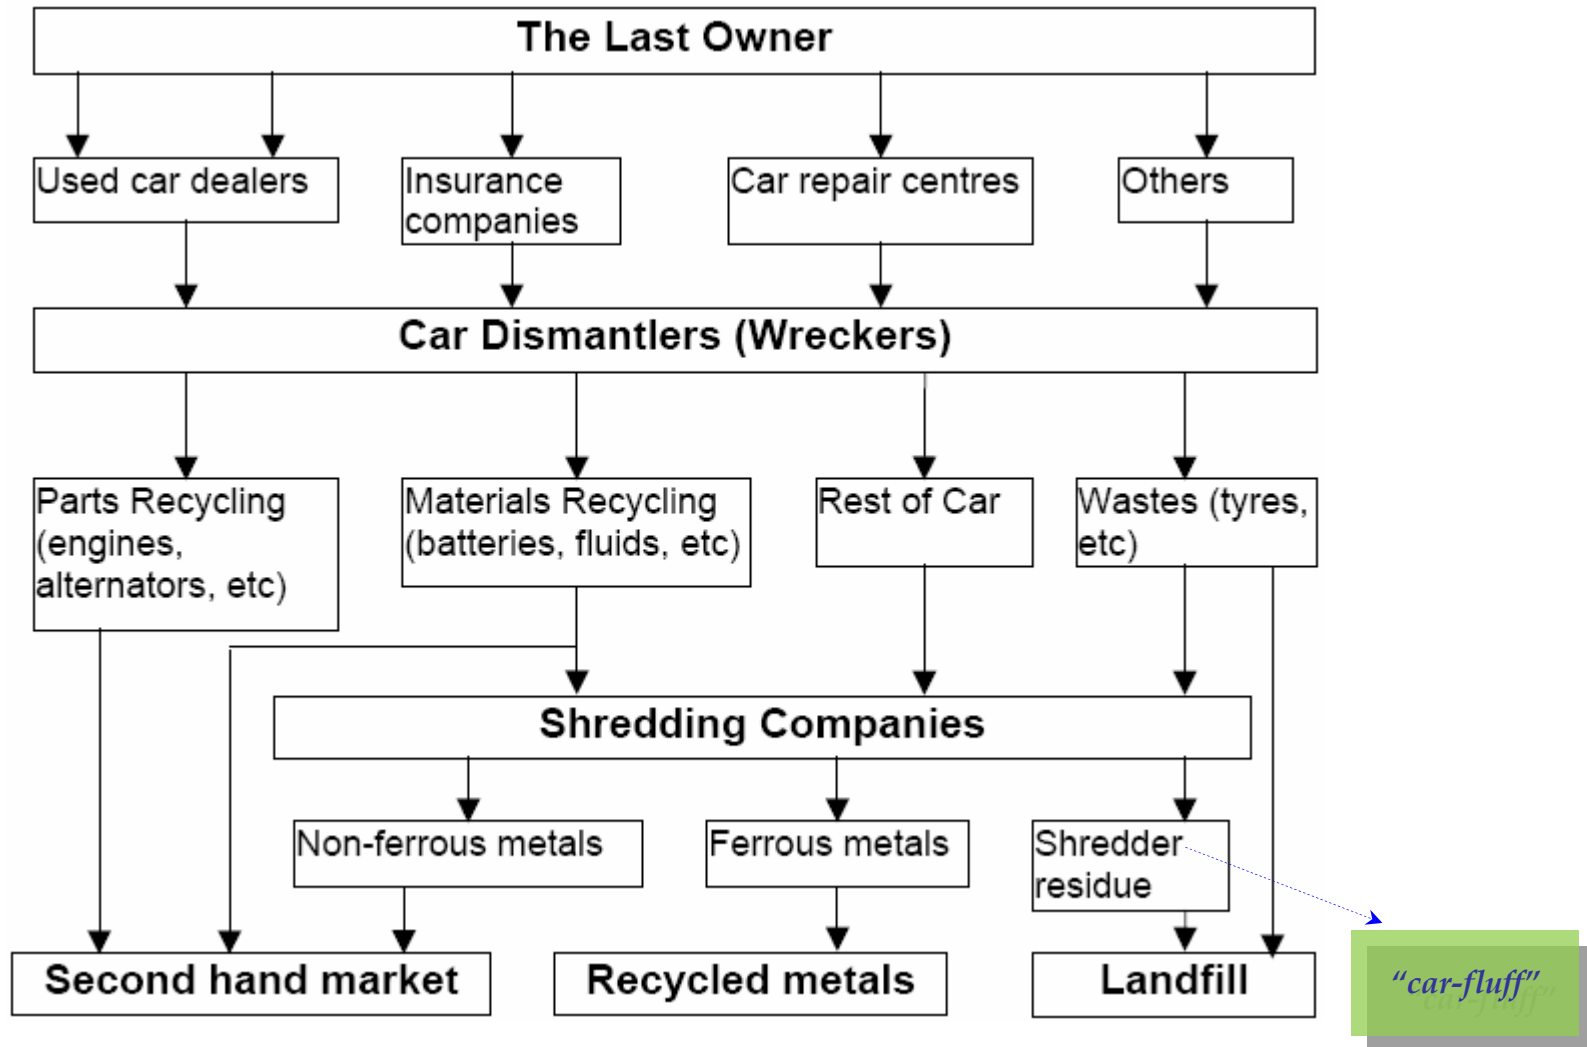 The Last Owner
Used car dealers
Insurance
companies
Car repair centres
Others
Car Dismantlers (Wreckers)
Parts Recycling
(engines,
alternators, etc)
Materials Recycling
(batteries, fluids, etc)
Rest of Car
Wastes (tyres,
etc)
Shredding Companies
Non-ferrous metals
Ferrous metals
Shredder
residue
Second hand market
Recycled metals
Landfill
“car-fluff”